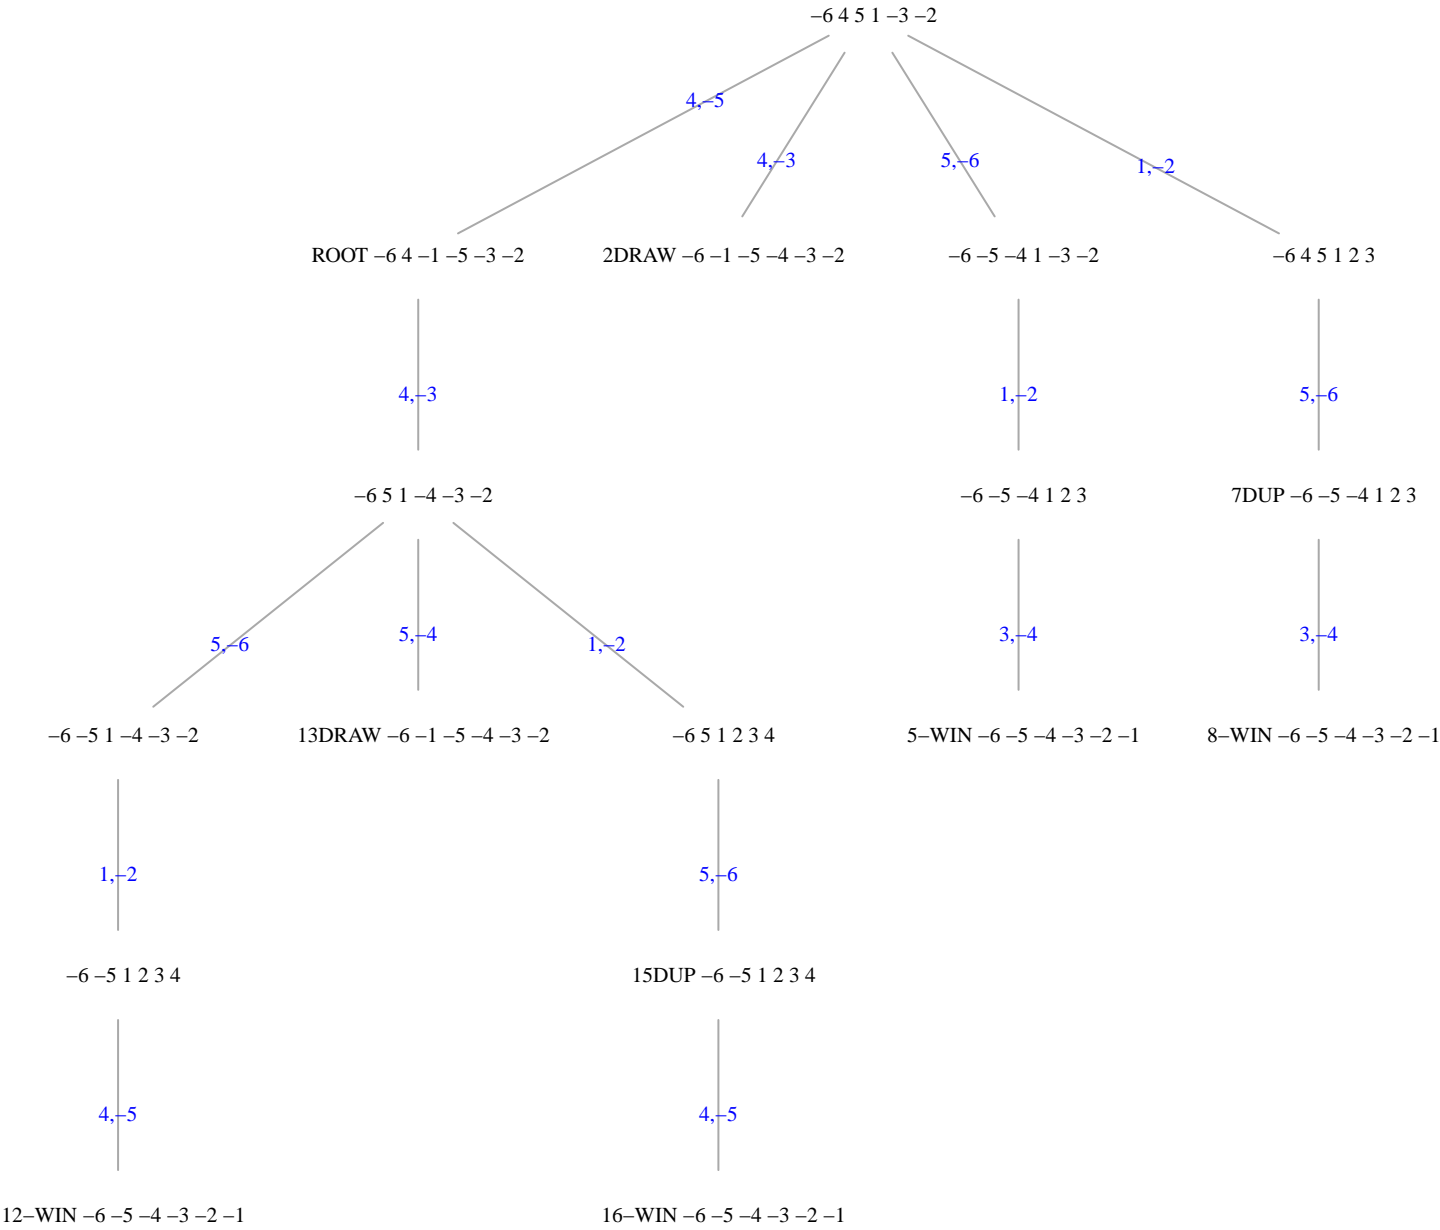 –6 4 5 1 –3 –2
4,–5
4,–3
5,–6
1,–2
ROOT –6 4 –1 –5 –3 –2
2DRAW –6 –1 –5 –4 –3 –2
–6 –5 –4 1 –3 –2
–6 4 5 1 2 3
4,–3
1,–2
5,–6
–6 5 1 –4 –3 –2
–6 –5 –4 1 2 3
7DUP –6 –5 –4 1 2 3
5,–6
5,–4
1,–2
3,–4
3,–4
–6 –5 1 –4 –3 –2
13DRAW –6 –1 –5 –4 –3 –2
–6 5 1 2 3 4
5–WIN –6 –5 –4 –3 –2 –1
8–WIN –6 –5 –4 –3 –2 –1
1,–2
5,–6
–6 –5 1 2 3 4
15DUP –6 –5 1 2 3 4
4,–5
4,–5
12–WIN –6 –5 –4 –3 –2 –1
16–WIN –6 –5 –4 –3 –2 –1